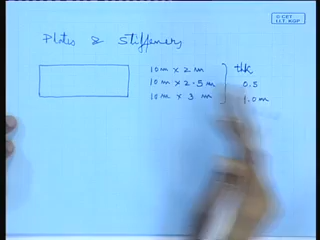 © CET
I.I.T. KGP
Plates & Stiffeners
10 m x 2 m
10 m x 2.5 m
10 m x 3 m
thk
0.5
1.0 m